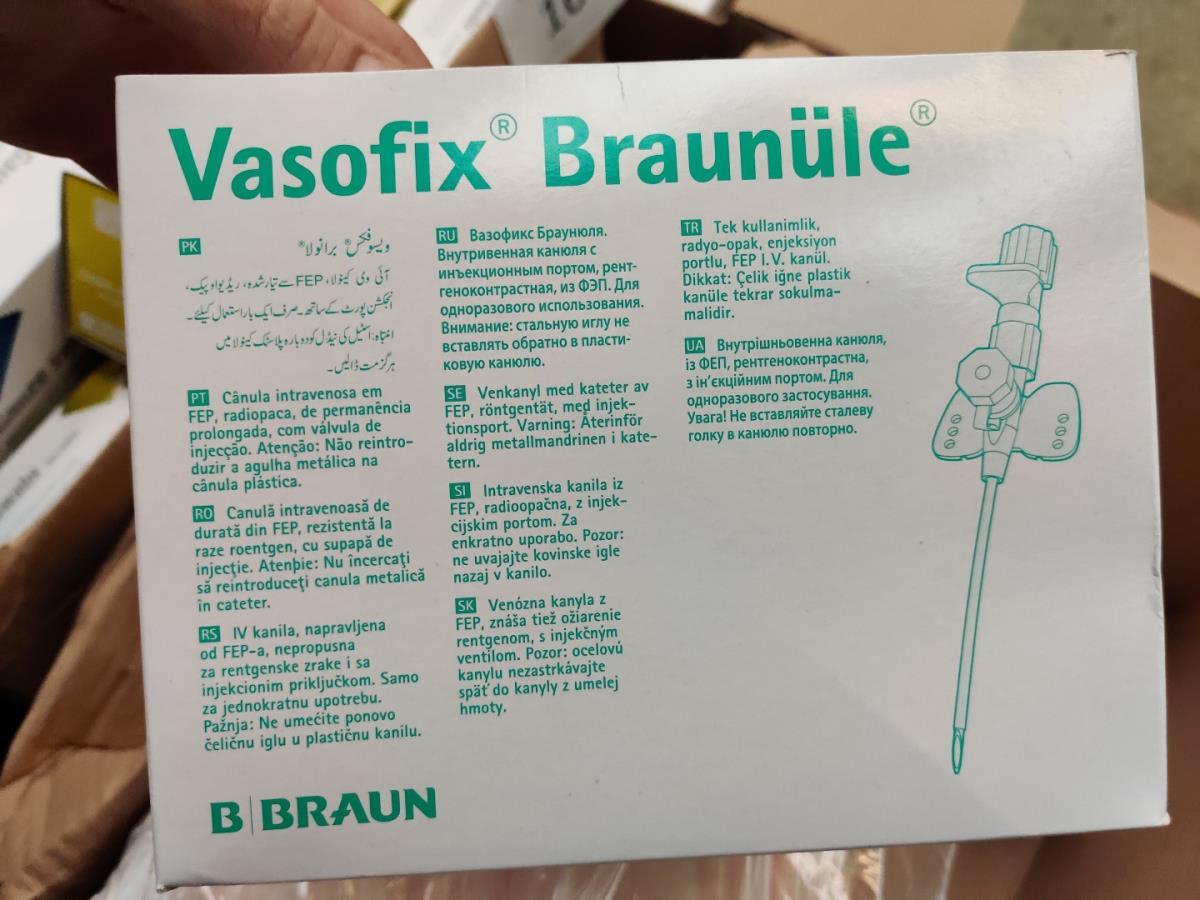 Vasofix® Braunüle®
PK ویسوفکس® برانولا®
آئی وی کینولا، FEP سے تیار شدہ، ریڈیو اوپیک،
انجکشن پورٹ کے ساتھ۔ صرف ایک بار استعمال کیلئے۔
انتباہ: اسٹیل کی نیڈل کو دوبارہ پلاسٹک کینولا میں
ہرگز مت ڈالیں۔
PT Cânula intravenosa em
FEP, radiopaca, de permanência
prolongada, com válvula de
injecção. Atenção: Não reintro-
duzir a agulha metálica na
cânula plástica.
RO Canulă intravenoasă de
durată din FEP, rezistentă la
raze roentgen, cu supapă de
injecţie. Atenþie: Nu încercaţi
să reintroduceţi canula metalică
în cateter.
RS IV kanila, napravljena
od FEP-a, nepropusna
za rentgenske zrake i sa
injekcionim priključkom. Samo
za jednokratnu upotrebu.
Pažnja: Ne umećite ponovo
čeličnu iglu u plastičnu kanilu.
RU Вазофикс Браунюля.
Внутривенная канюля с
инъекционным портом, рент-
геноконтрастная, из ФЭП. Для
одноразового использования.
Внимание: стальную иглу не
вставлять обратно в пласти-
ковую канюлю.
SE Venkanyl med kateter av
FEP, röntgentät, med injek-
tionsport. Varning: Återinför
aldrig metallmandrinen i kate-
tern.
SI Intravenska kanila iz
FEP, radioopačna, z injek-
cijskim portom. Za
enkratno uporabo. Pozor:
ne uvajajte kovinske igle
nazaj v kanilo.
SK Venózna kanyla z
FEP, znáša tiež ožiarenie
rentgenom, s injekčným
ventilom. Pozor: ocelovú
kanylu nezastrkávajte
späť do kanyly z umelej
hmoty.
TR Tek kullanimlik,
radyo-opak, enjeksiyon
portlu, FEP I.V. kanül.
Dikkat: Çelik iğne plastik
kanüle tekrar sokulma-
malidir.
UA Внутрішньовенна канюля,
із ФЕП, рентгеноконтрастна,
з ін'єкційним портом. Для
одноразового застосування.
Увага! Не вставляйте сталеву
голку в канюлю повторно.
B|BRAUN